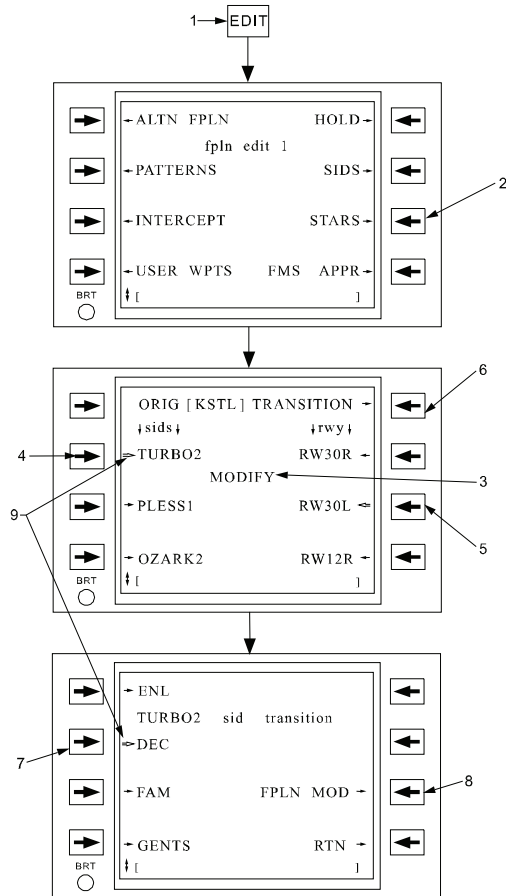 1 EDIT
←ALTN FPLN HOLD→
fpln edit 1
←PATTERNS SIDS→
2
←INTERCEPT STARS→
←USER WPTS FMS APPR→
BRT
[ ]
6
ORIG [KSTL] TRANSITION→
↓sids↓ ↓rwy↓
4 ⇒TURBO2 RW30R←
MODIFY 3
9 →PLESS1 RW30L⇐
5
→OZARK2 RW12R←
BRT
[ ]
→ENL
TURBO2 sid transition
7 ⇒DEC
→FAM FPLN MOD→ 8
→GENTS RTN→
BRT
[ ]